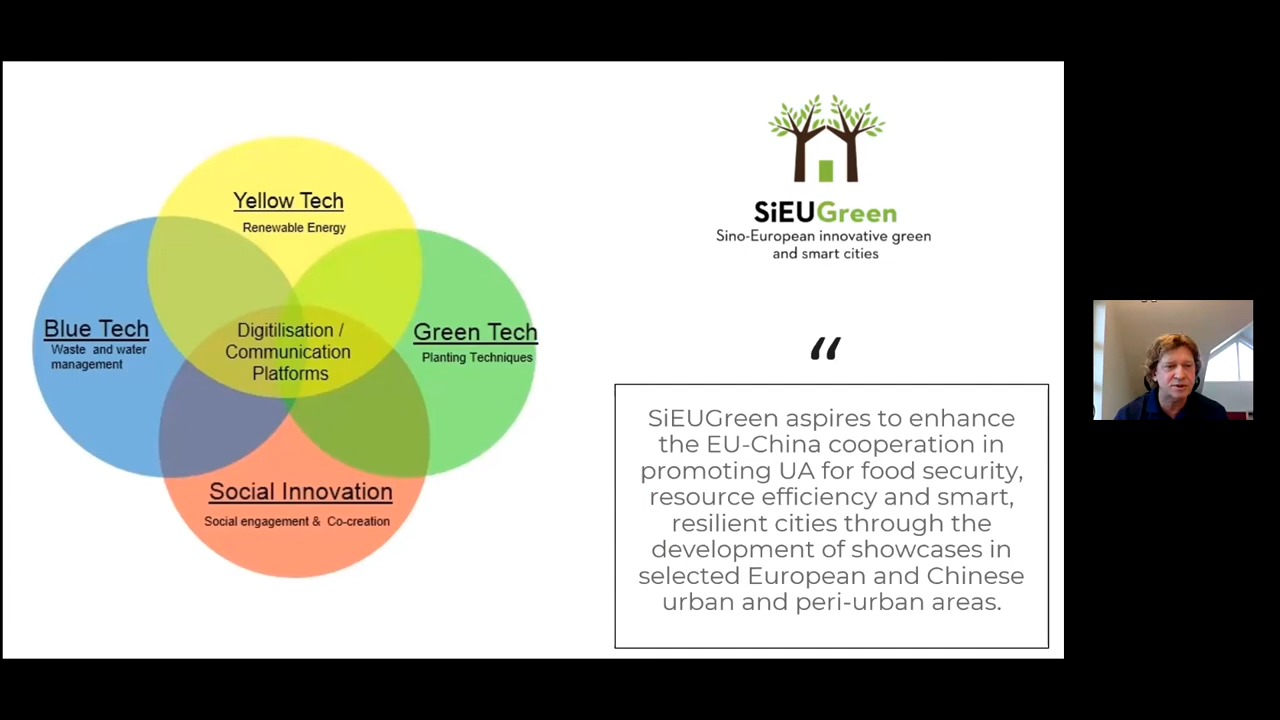 Yellow Tech
Renewable Energy
Blue Tech
Waste and water
management
Digitilisation /
Communication
Platforms
Green Tech
Planting Techniques
Social Innovation
Social engagement & Co-creation
SiEUGreen
Sino-European innovative green
and smart cities
“
SiEUGreen aspires to enhance
the EU-China cooperation in
promoting UA for food security,
resource efficiency and smart,
resilient cities through the
development of showcases in
selected European and Chinese
urban and peri-urban areas.